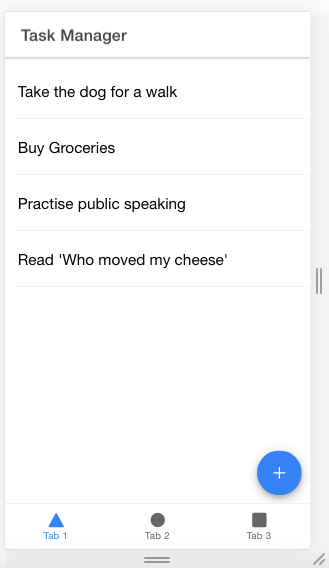 Task Manager
Take the dog for a walk
Buy Groceries
Practise public speaking
Read 'Who moved my cheese'
+
Tab 1 Tab 2 Tab 3